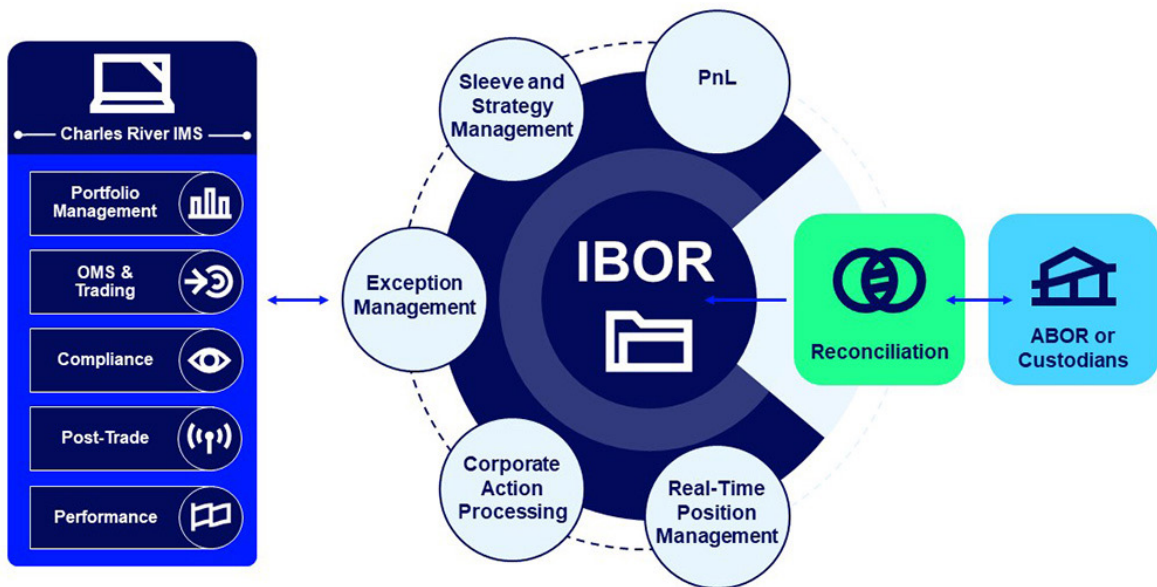 Charles River IMS
Portfolio
Management
OMS &
Trading
Compliance
Post-Trade
Performance
Sleeve and
Strategy
Management
PnL
Exception
Management
IBOR
Corporate
Action
Processing
Real-Time
Position
Management
Reconciliation
ABOR or
Custodians